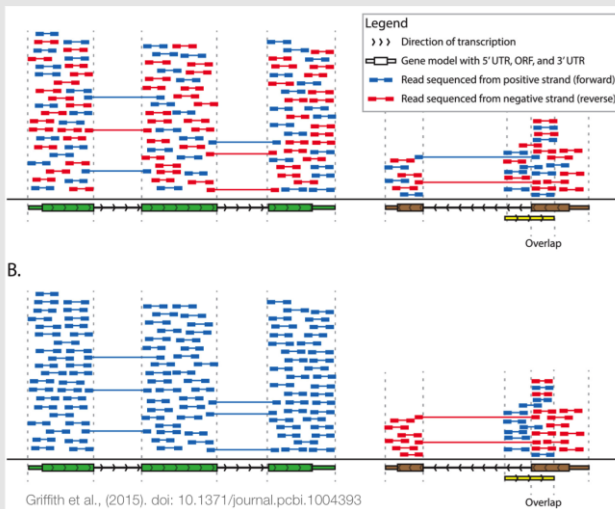 Legend
Direction of transcription
Gene model with 5' UTR, ORF, and 3' UTR
Read sequenced from positive strand (forward)
Read sequenced from negative strand (reverse)
Overlap
B.
Griffith et al., (2015). doi: 10.1371/journal.pcbi.1004393
Overlap